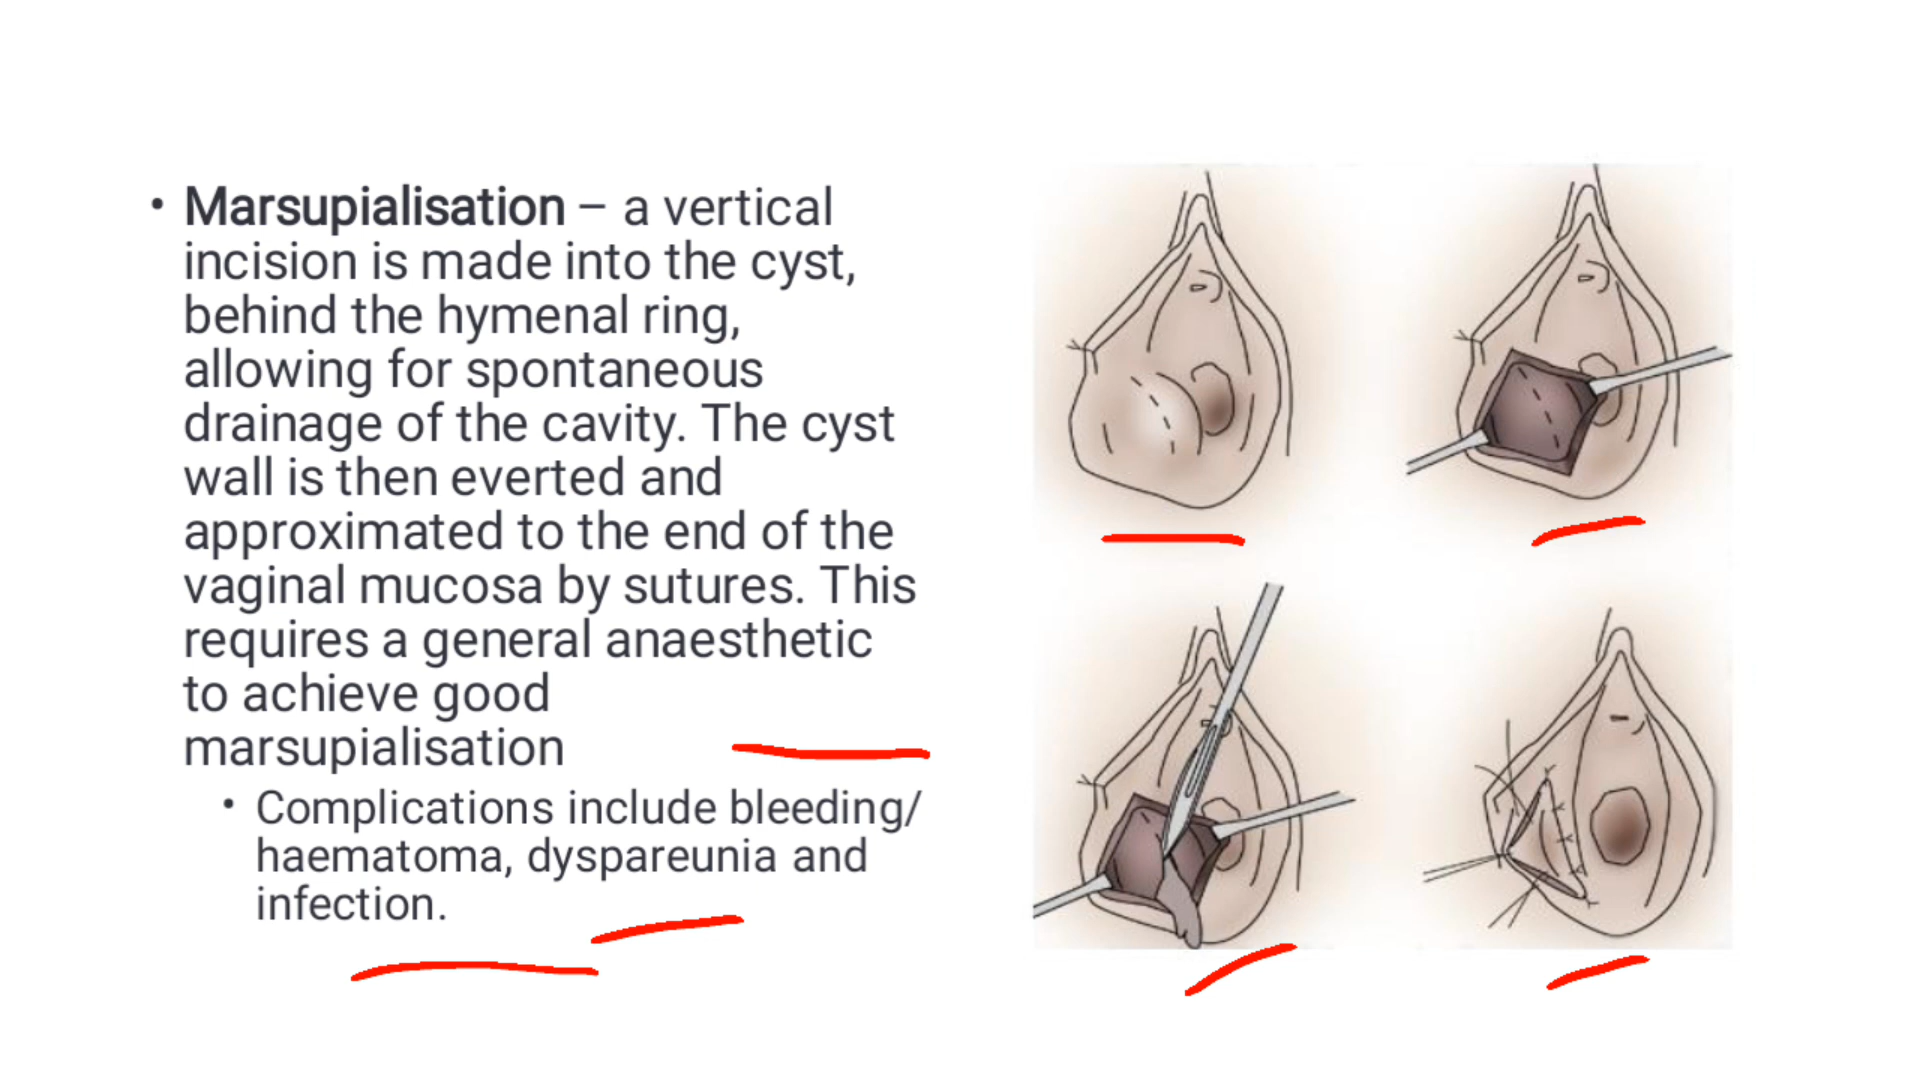 • Marsupialisation – a vertical
incision is made into the cyst,
behind the hymenal ring,
allowing for spontaneous
drainage of the cavity. The cyst
wall is then everted and
approximated to the end of the
vaginal mucosa by sutures. This
requires a general anaesthetic
to achieve good
marsupialisation
• Complications include bleeding/
haematoma, dyspareunia and
infection.